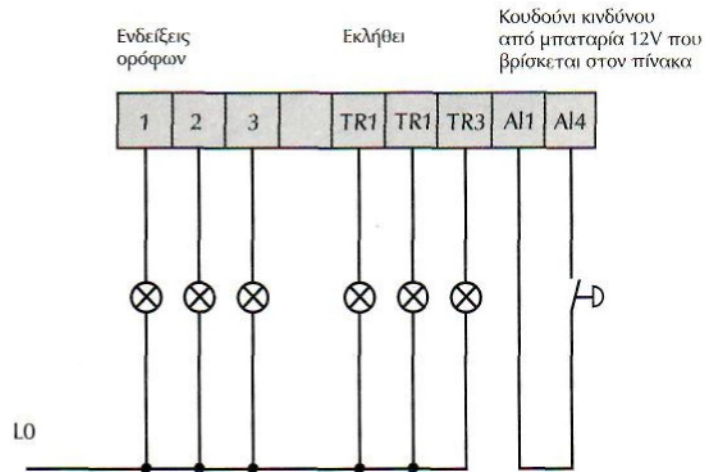 Ενδείξεις
ορόφων
Εκλήθει
Κουδούνι κινδύνου
από μπαταρία 12V που
βρίσκεται στον πίνακα
1 2 3 TR1 TR1 TR3 Al1 Al4
L0